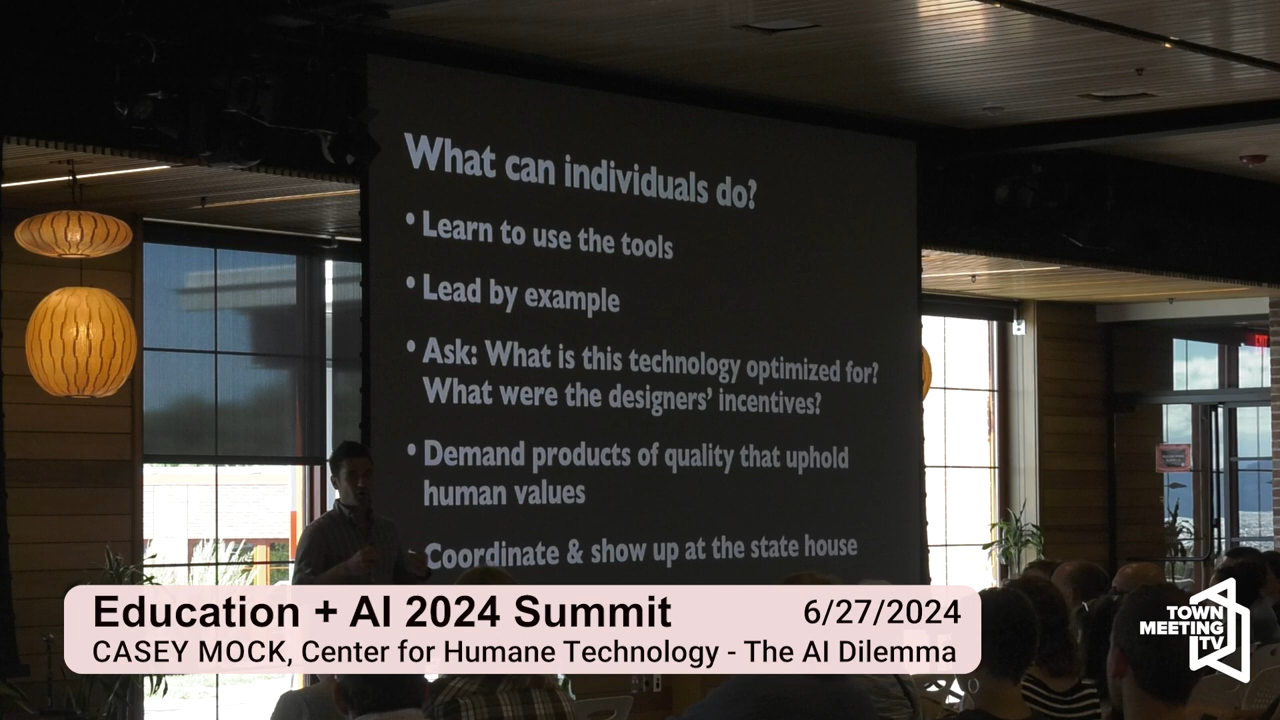 What can individuals do?
• Learn to use the tools
• Lead by example
• Ask: What is this technology optimized for?
What were the designers' incentives?
• Demand products of quality that uphold
human values
Coordinate & show up at the state house
Education + AI 2024 Summit 6/27/2024
CASEY MOCK, Center for Humane Technology - The AI Dilemma
TOWN
MEETING
TV